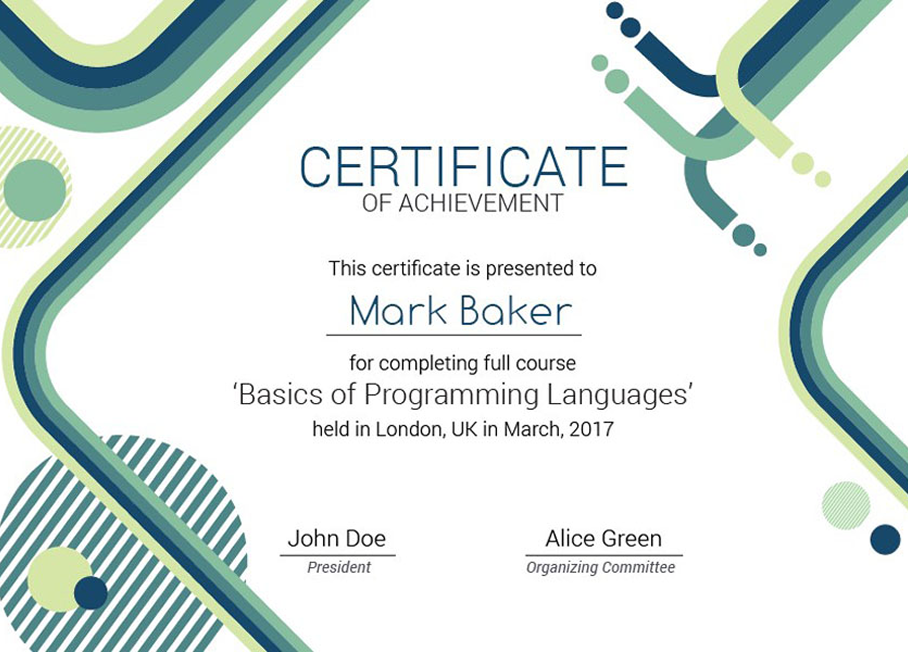 CERTIFICATE
OF ACHIEVEMENT
This certificate is presented to
Mark Baker
for completing full course
‘Basics of Programming Languages’
held in London, UK in March, 2017
John Doe
President
Alice Green
Organizing Committee